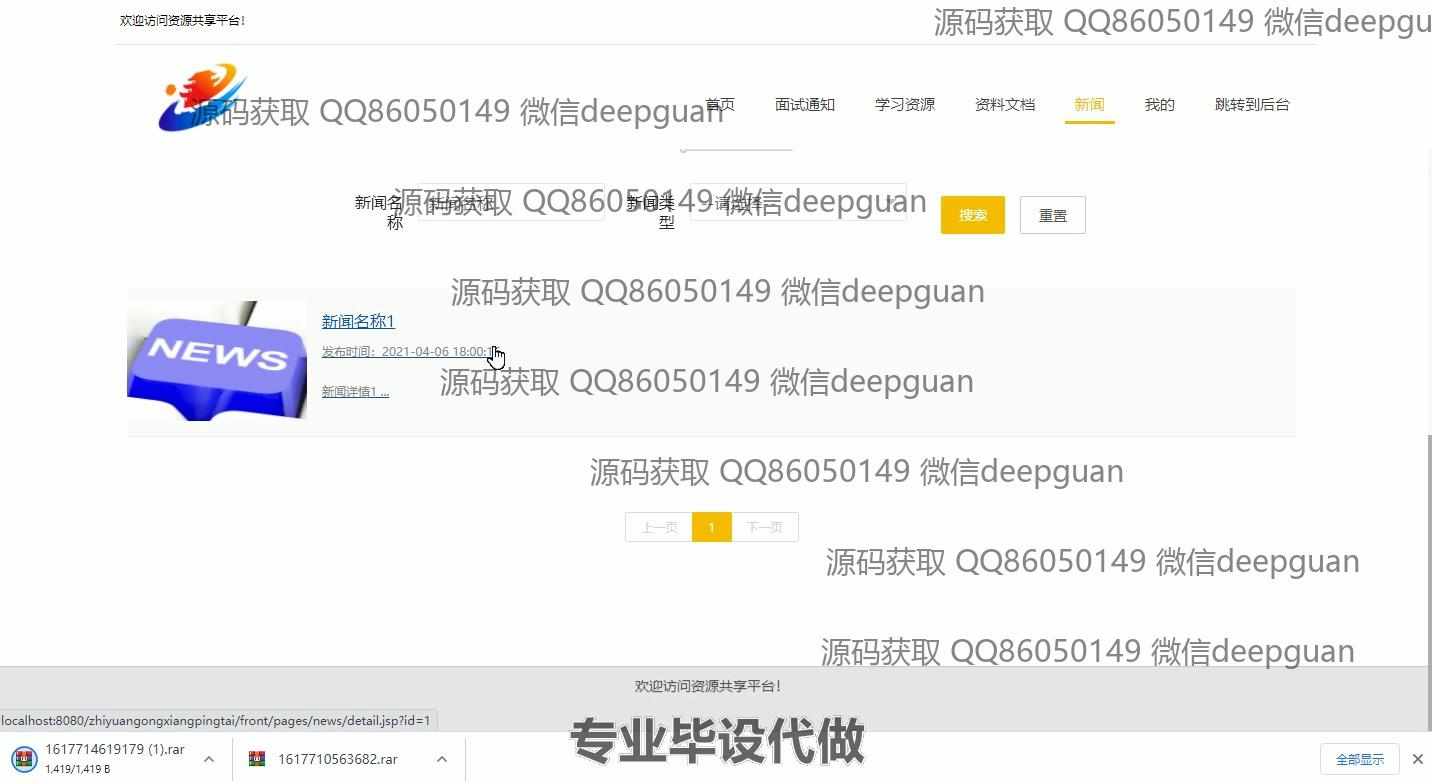 欢迎访问资源共享平台！
源码获取 QQ86050149 微信deepgu
源码获取 QQ86050149 微信deepguan
首页
面试通知
学习资源
资料文档
新闻
我的
跳转到后台
新闻名称
新闻名称
新闻类型
请选择
源码获取 QQ86050149 微信deepguan
搜索
重置
源码获取 QQ86050149 微信deepguan
NEWS
新闻名称1
发布时间：2021-04-06 18:00:1
源码获取 QQ86050149 微信deepguan
新闻详情1 ...
源码获取 QQ86050149 微信deepguan
上一页
1
下一页
源码获取 QQ86050149 微信deepguan
源码获取 QQ86050149 微信deepguan
欢迎访问资源共享平台！
localhost:8080/zhiyuangongxiangpingtai/front/pages/news/detail.jsp?id=1
专业毕设代做
1617714619179 (1).rar
1,419/1,419 B
1617710563682.rar
全部显示